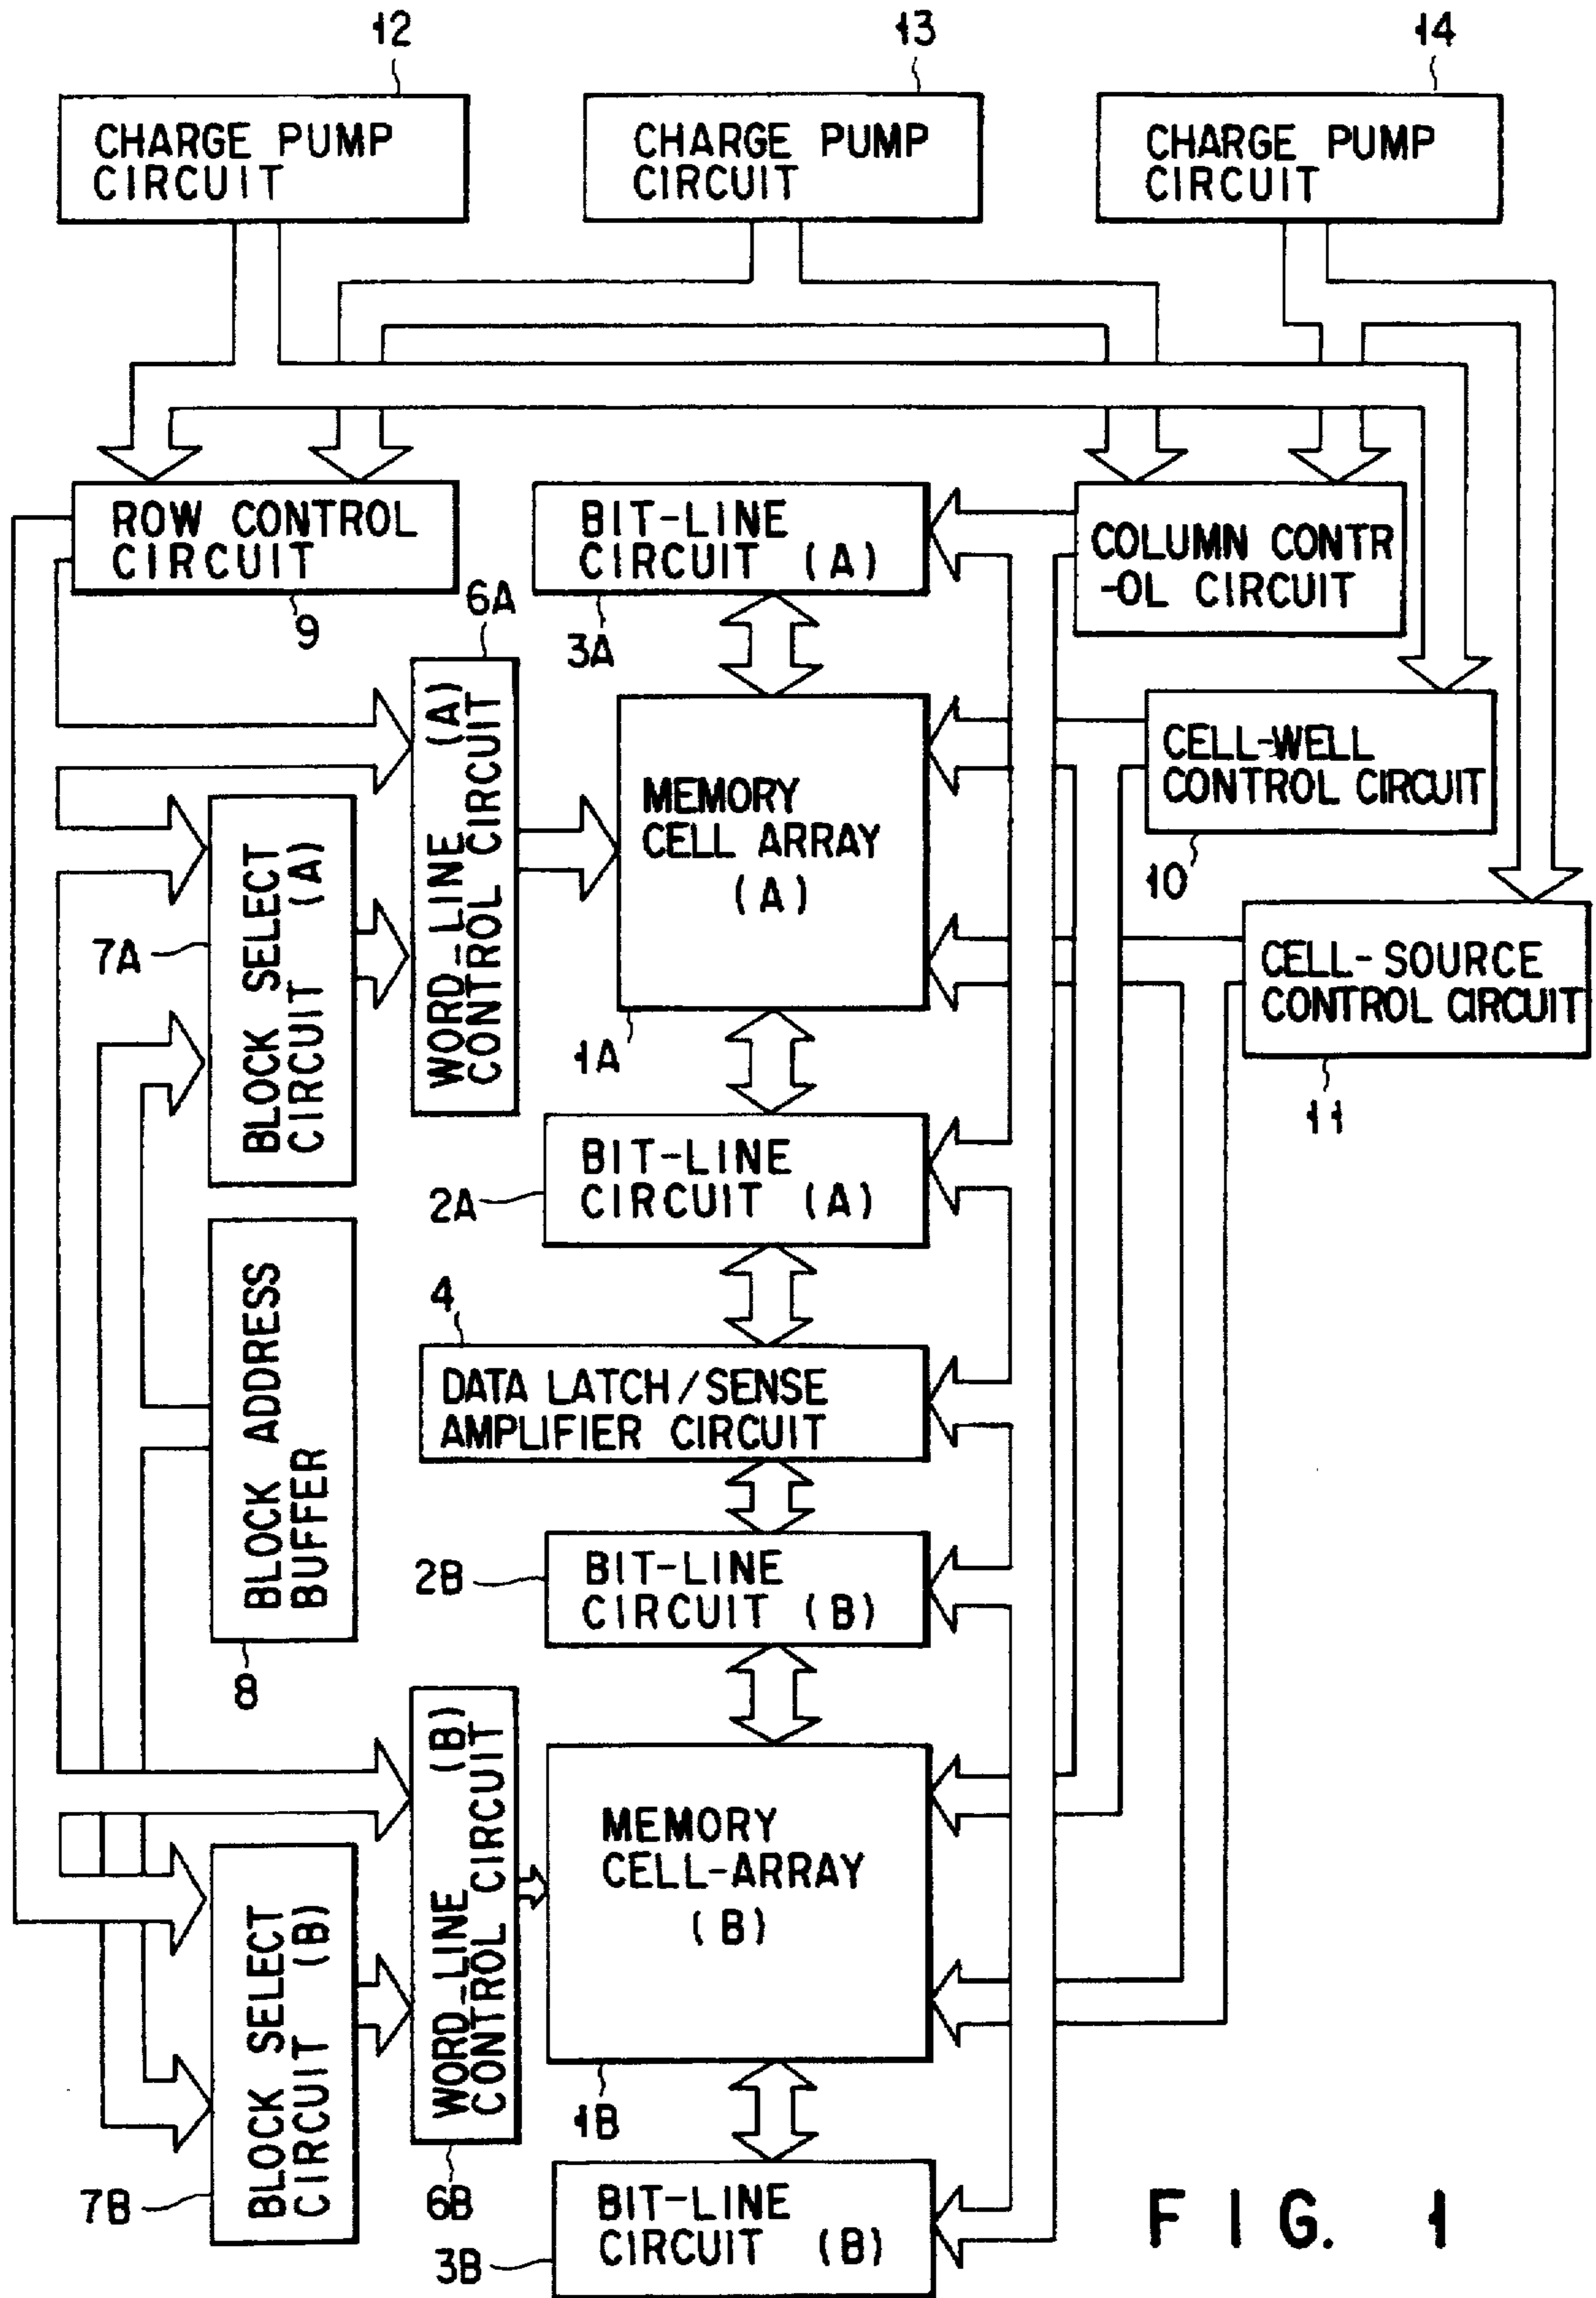 12
13
14
CHARGE PUMP
CIRCUIT
CHARGE PUMP
CIRCUIT
CHARGE PUMP
CIRCUIT
ROW CONTROL
CIRCUIT
9
BIT-LINE
CIRCUIT (A)
3A
COLUMN CONTR
-OL CIRCUIT
6A
WORD-LINE (A)
CONTROL CIRCUIT
MEMORY
CELL ARRAY
(A)
1A
CELL-WELL
CONTROL CIRCUIT
10
7A
BLOCK SELECT
CIRCUIT (A)
CELL-SOURCE
CONTROL CIRCUIT
11
2A
BIT-LINE
CIRCUIT (A)
BLOCK ADDRESS
BUFFER
8
4
DATA LATCH/SENSE
AMPLIFIER CIRCUIT
2B
BIT-LINE
CIRCUIT (B)
WORD-LINE (B)
CONTROL CIRCUIT
6B
MEMORY
CELL-ARRAY
(B)
1B
BLOCK SELECT
CIRCUIT (B)
7B
BIT-LINE
CIRCUIT (B)
3B
FIG. 1